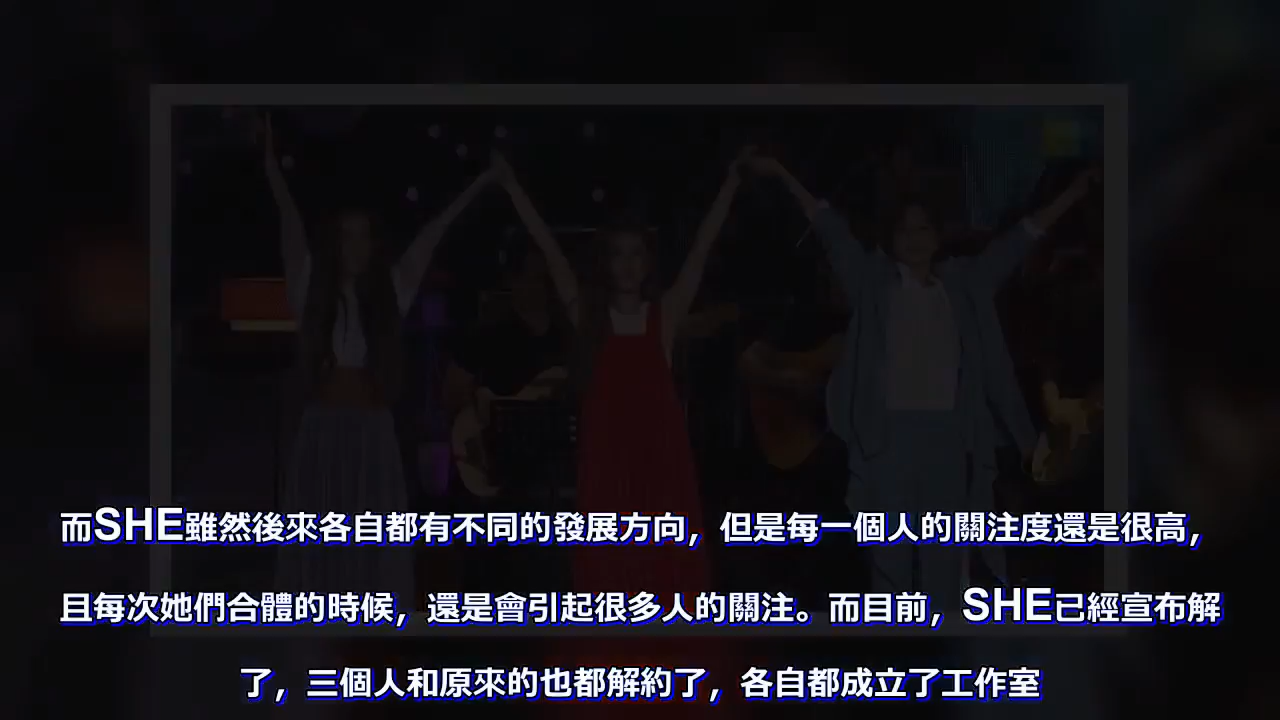 而SHE雖然後來各自都有不同的發展方向，但是每一個人的關注度還是很高，
且每次她們合體的時候，還是會引起很多人的關注。而目前，SHE已經宣布解
了，三個人和原來的也都解約了，各自都成立了工作室